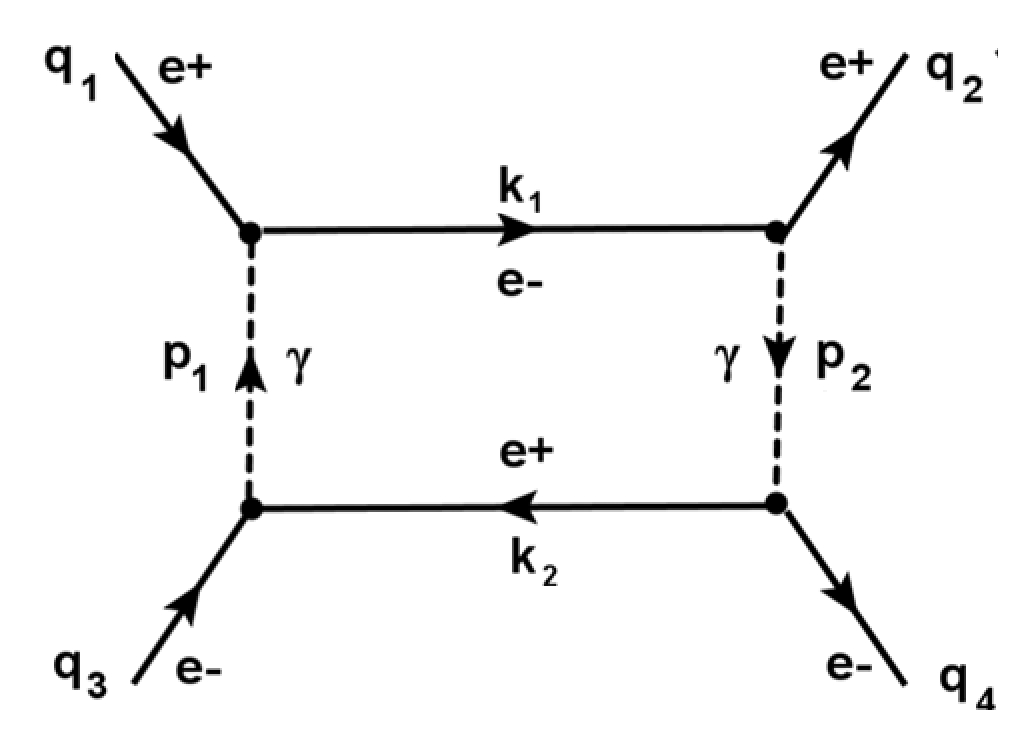 q1 e+
e+ q2
k1
e-
p1 γ
γ p2
e+
k2
q3 e-
e- q4